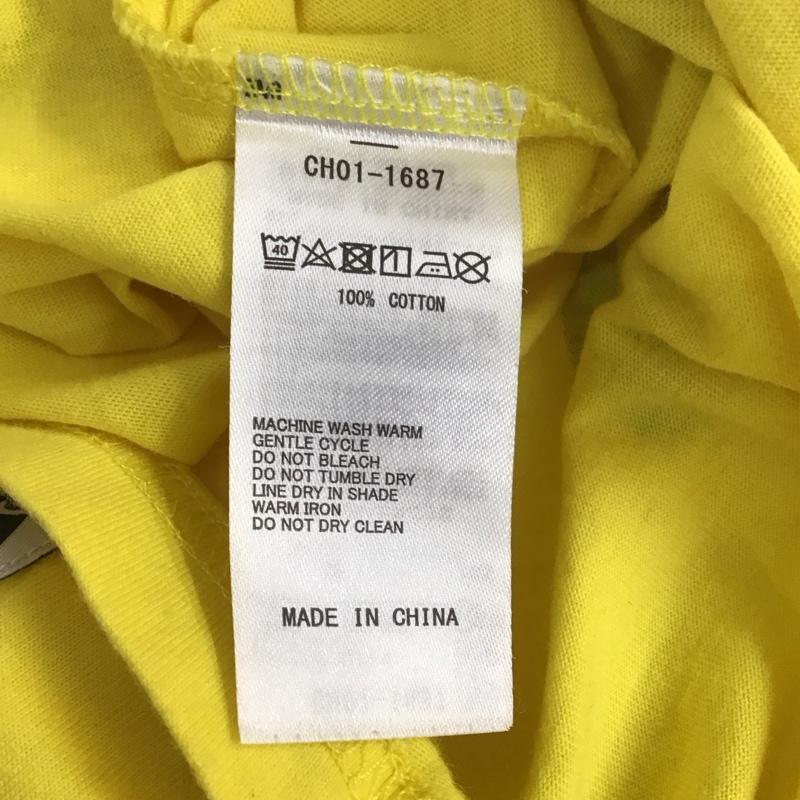 CH01-1687
40
100% COTTON
MACHINE WASH WARM
GENTLE CYCLE
DO NOT BLEACH
DO NOT TUMBLE DRY
LINE DRY IN SHADE
WARM IRON
DO NOT DRY CLEAN
MADE IN CHINA